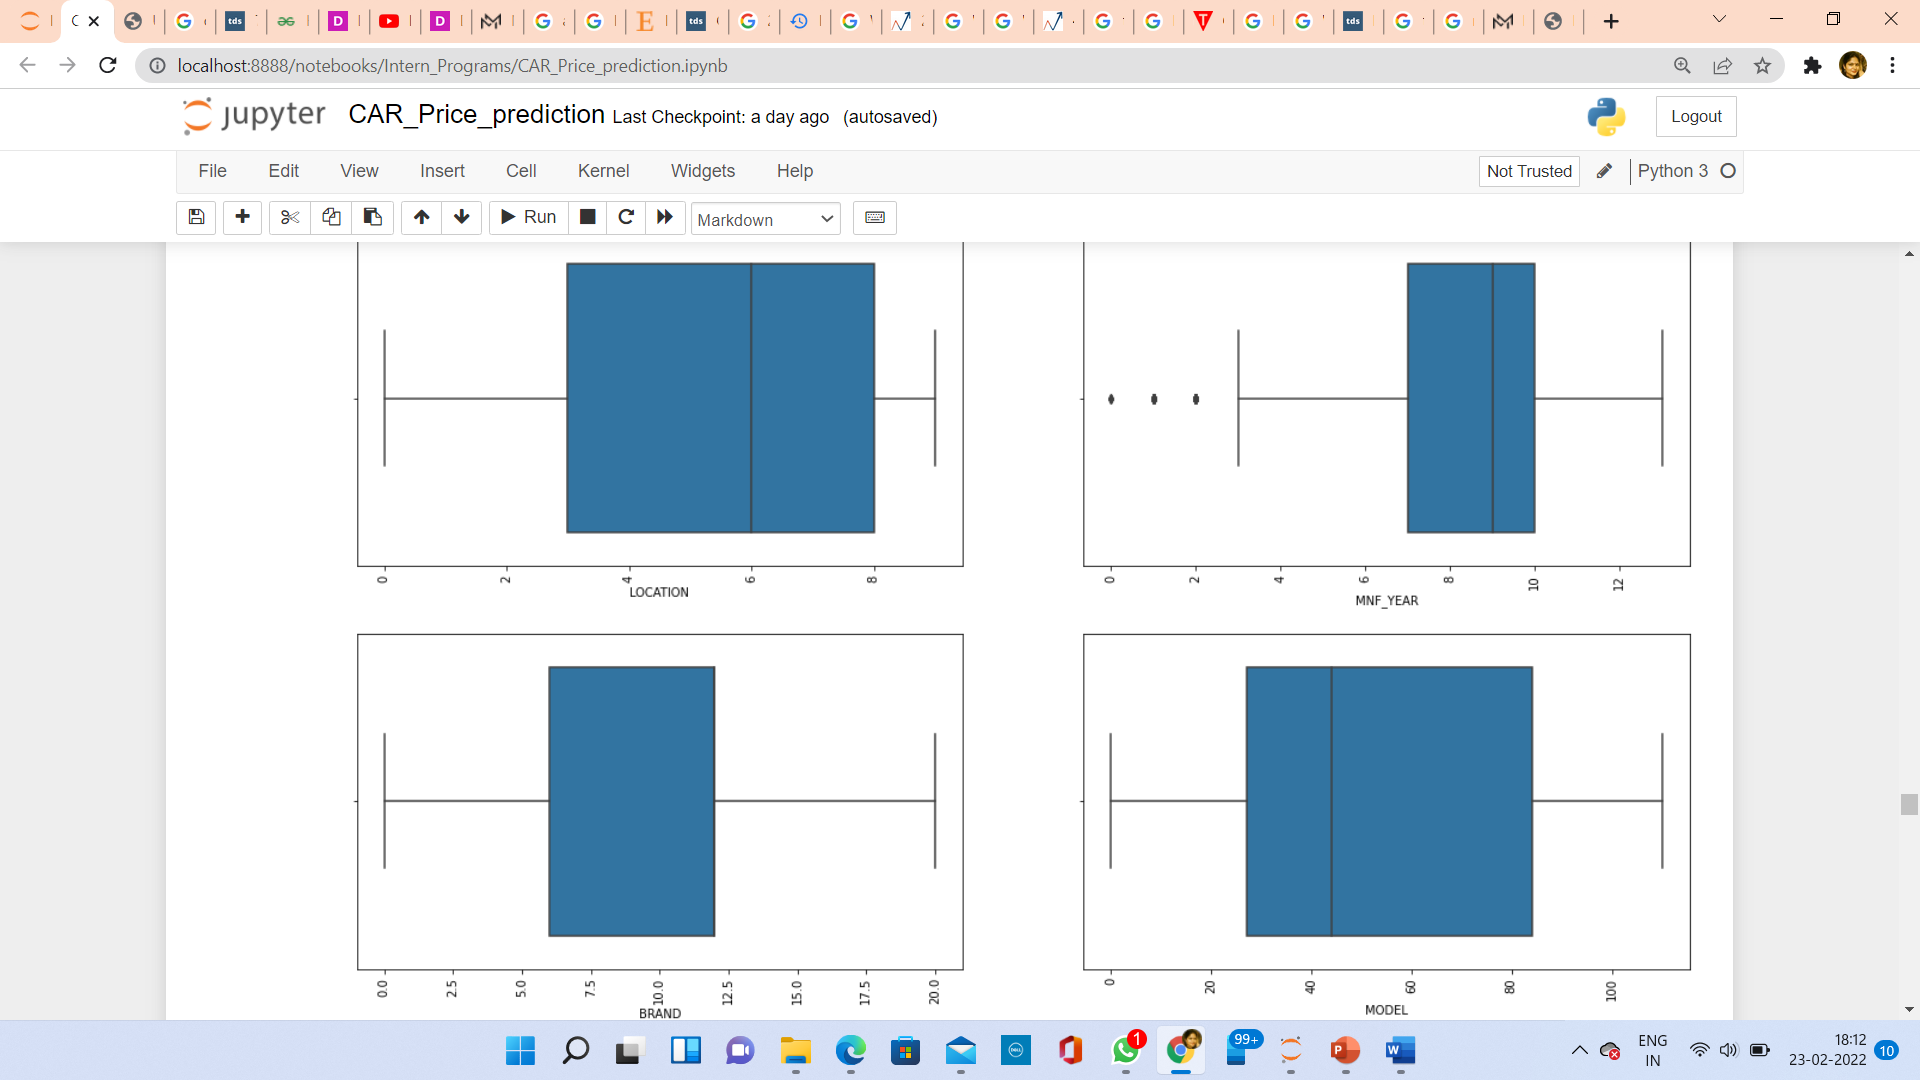 localhost:8888/notebooks/Intern_Programs/CAR_Price_prediction.ipynb
jupyter CAR_Price_prediction Last Checkpoint: a day ago (autosaved)
Logout
File Edit View Insert Cell Kernel Widgets Help
Not Trusted
Python 3
Run
Markdown
0 2 4 6 8
LOCATION
0 2 4 6 8 10 12
MNF_YEAR
0.0 2.5 5.0 7.5 10.0 12.5 15.0 17.5 20.0
BRAND
0 20 40 60 80 100
MODEL
1
99+
ENG
IN
18:12
23-02-2022
10